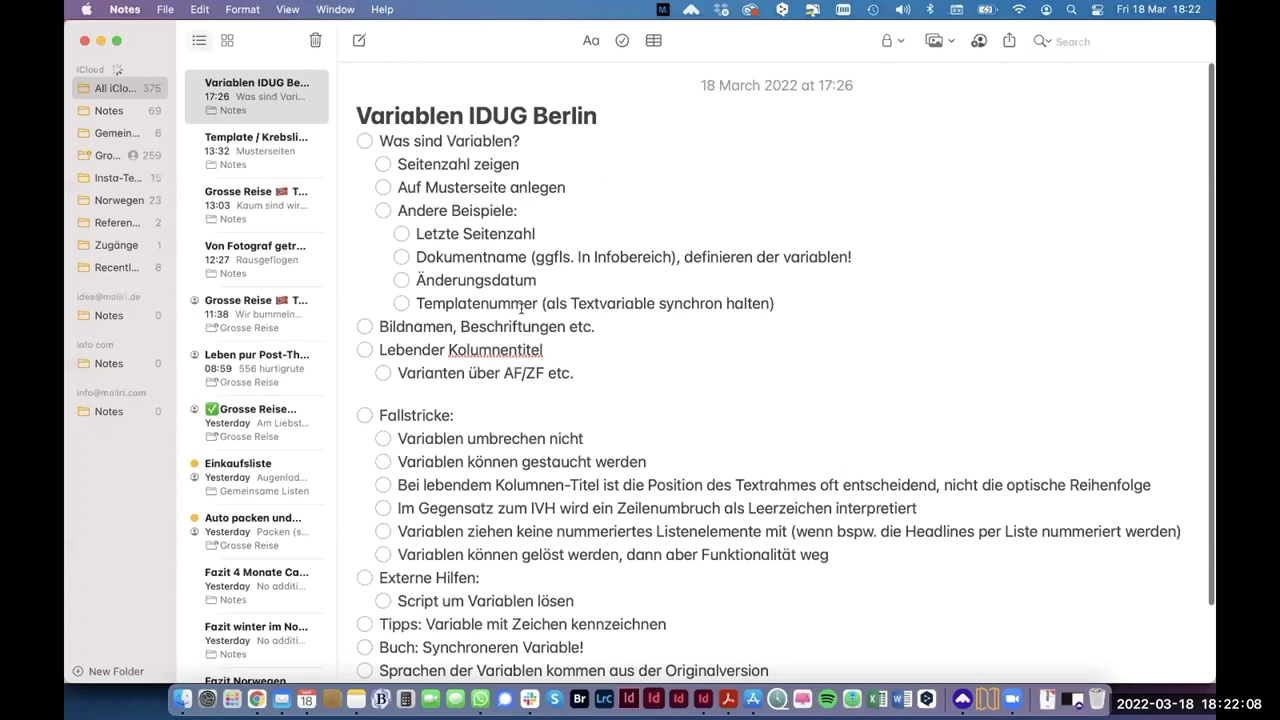 Notes File Edit Format View Window Help Fri 18 Mar 18:22
Aa Search
iCloud
All iClo... 375
Notes 69
Gemein... 6
Gro... 259
Insta-Te... 15
Norwegen 23
Referen... 2
Zugänge 1
Recentl... 8
idee@moliri.de
Notes 0
info com
Notes 0
info@moliri.com
Notes 0
New Folder
Variablen IDUG Be...
17:26 Was sind Vari...
Notes
Template / Krebsli...
13:32 Musterseiten
Notes
Grosse Reise T...
13:03 Kaum sind wir...
Notes
Von Fotograf getr...
12:27 Rausgeflogen
Notes
Grosse Reise T...
11:38 Wir bummeln...
Grosse Reise
Leben pur Post-Th...
08:59 556 hurtigrute
Grosse Reise
Grosse Reise...
Yesterday Am Liebst...
Grosse Reise
Einkaufsliste
Yesterday Augenlad...
Gemeinsame Listen
Auto packen und...
Yesterday Packen (s...
Grosse Reise
Fazit 4 Monate Ca...
Yesterday No additi...
Notes
Fazit winter im No...
Yesterday No additi...
Notes
Fazit Norwegen
18 March 2022 at 17:26
Variablen IDUG Berlin
Was sind Variablen?
Seitenzahl zeigen
Auf Musterseite anlegen
Andere Beispiele:
Letzte Seitenzahl
Dokumentname (ggfls. In Infobereich), definieren der variablen!
Änderungsdatum
Templatenummer (als Textvariable synchron halten)
Bildnamen, Beschriftungen etc.
Lebender Kolumnentitel
Varianten über AF/ZF etc.
Fallstricke:
Variablen umbrechen nicht
Variablen können gestaucht werden
Bei lebendem Kolumnen-Titel ist die Position des Textrahmes oft entscheidend, nicht die optische Reihenfolge
Im Gegensatz zum IVH wird ein Zeilenumbruch als Leerzeichen interpretiert
Variablen ziehen keine nummeriertes Listenelemente mit (wenn bspw. die Headlines per Liste nummeriert werden)
Variablen können gelöst werden, dann aber Funktionalität weg
Externe Hilfen:
Script um Variablen lösen
Tipps: Variable mit Zeichen kennzeichnen
Buch: Synchroneren Variable!
Sprachen der Variablen kommen aus der Originalversion
Br Lrc Id Id Id Id
2022-03-18 18:22:08